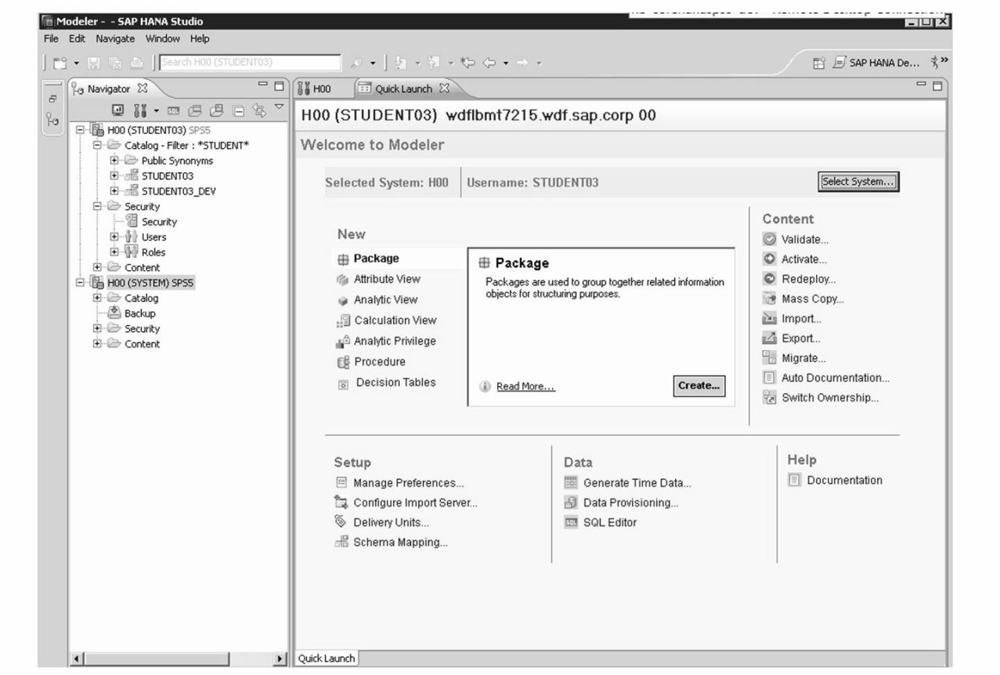 Modeler - - SAP HANA Studio
File Edit Navigate Window Help
Search H00 (STUDENT03)
SAP HANA De...
Navigator
H00
Quick Launch
H00 (STUDENT03) SPS5
Catalog - Filter : *STUDENT*
Public Synonyms
STUDENT03
STUDENT03_DEV
Security
Security
Users
Roles
Content
H00 (SYSTEM) SPS5
Catalog
Backup
Security
Content
H00 (STUDENT03) wdflbmt7215.wdf.sap.corp 00
Welcome to Modeler
Selected System: H00
Username: STUDENT03
Select System...
New
Package
Attribute View
Analytic View
Calculation View
Analytic Privilege
Procedure
Decision Tables
Package
Packages are used to group together related information
objects for structuring purposes.
Read More...
Create...
Content
Validate...
Activate...
Redeploy...
Mass Copy...
Import...
Export...
Migrate...
Auto Documentation...
Switch Ownership...
Setup
Manage Preferences...
Configure Import Server...
Delivery Units...
Schema Mapping...
Data
Generate Time Data...
Data Provisioning...
SQL Editor
Help
Documentation
Quick Launch